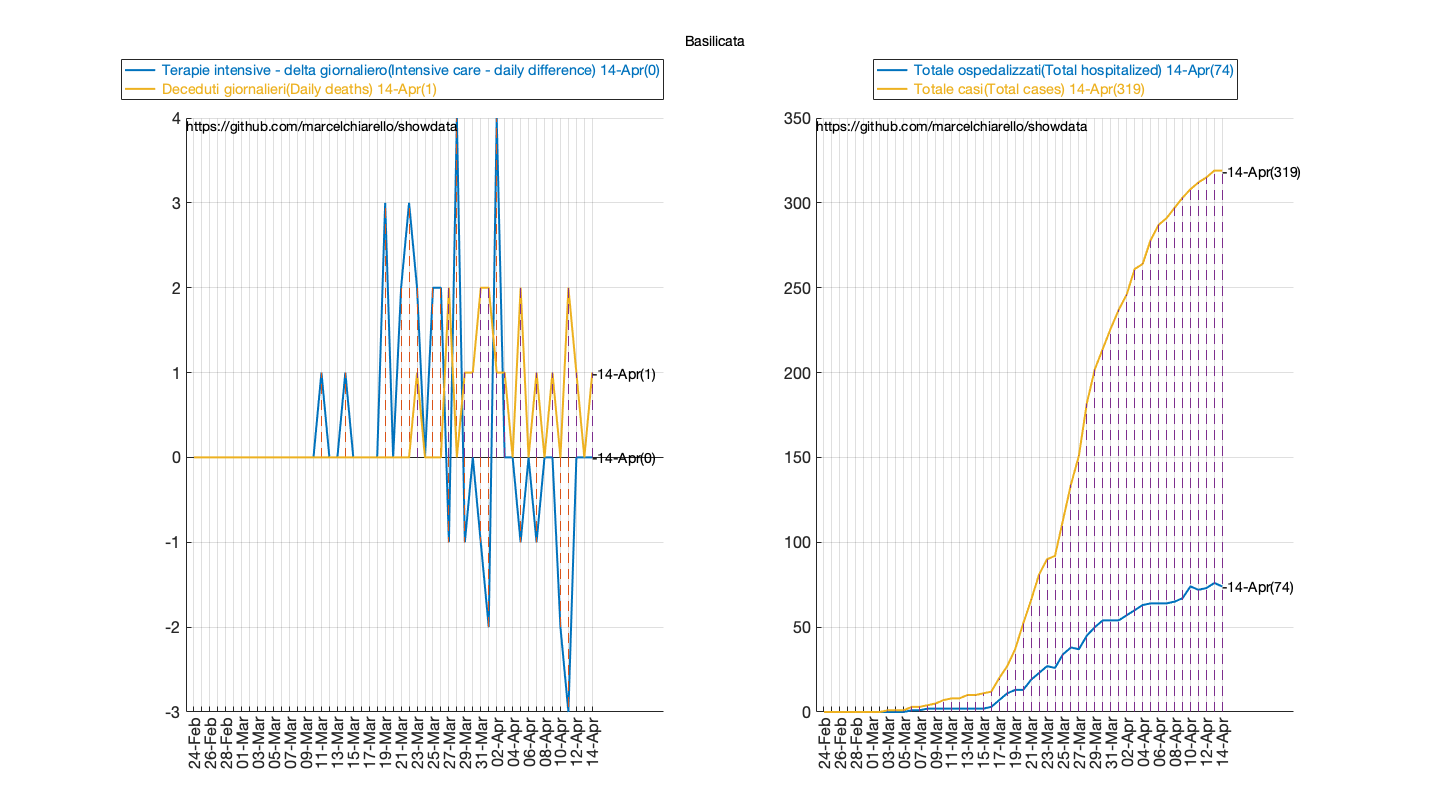 Basilicata
Terapie intensive - delta giornaliero(Intensive care - daily difference) 14-Apr(0)
Deceduti giornalieri(Daily deaths) 14-Apr(1)
https://github.com/marcelchiarello/showdata
4
3
2
1
0
-1
-2
-3
14-Apr(1)
14-Apr(0)
24-Feb
26-Feb
28-Feb
01-Mar
03-Mar
05-Mar
07-Mar
09-Mar
11-Mar
13-Mar
15-Mar
17-Mar
19-Mar
21-Mar
23-Mar
25-Mar
27-Mar
29-Mar
31-Mar
02-Apr
04-Apr
06-Apr
08-Apr
10-Apr
12-Apr
14-Apr
Totale ospedalizzati(Total hospitalized) 14-Apr(74)
Totale casi(Total cases) 14-Apr(319)
https://github.com/marcelchiarello/showdata
350
300
250
200
150
100
50
0
14-Apr(319)
14-Apr(74)
24-Feb
26-Feb
28-Feb
01-Mar
03-Mar
05-Mar
07-Mar
09-Mar
11-Mar
13-Mar
15-Mar
17-Mar
19-Mar
21-Mar
23-Mar
25-Mar
27-Mar
29-Mar
31-Mar
02-Apr
04-Apr
06-Apr
08-Apr
10-Apr
12-Apr
14-Apr